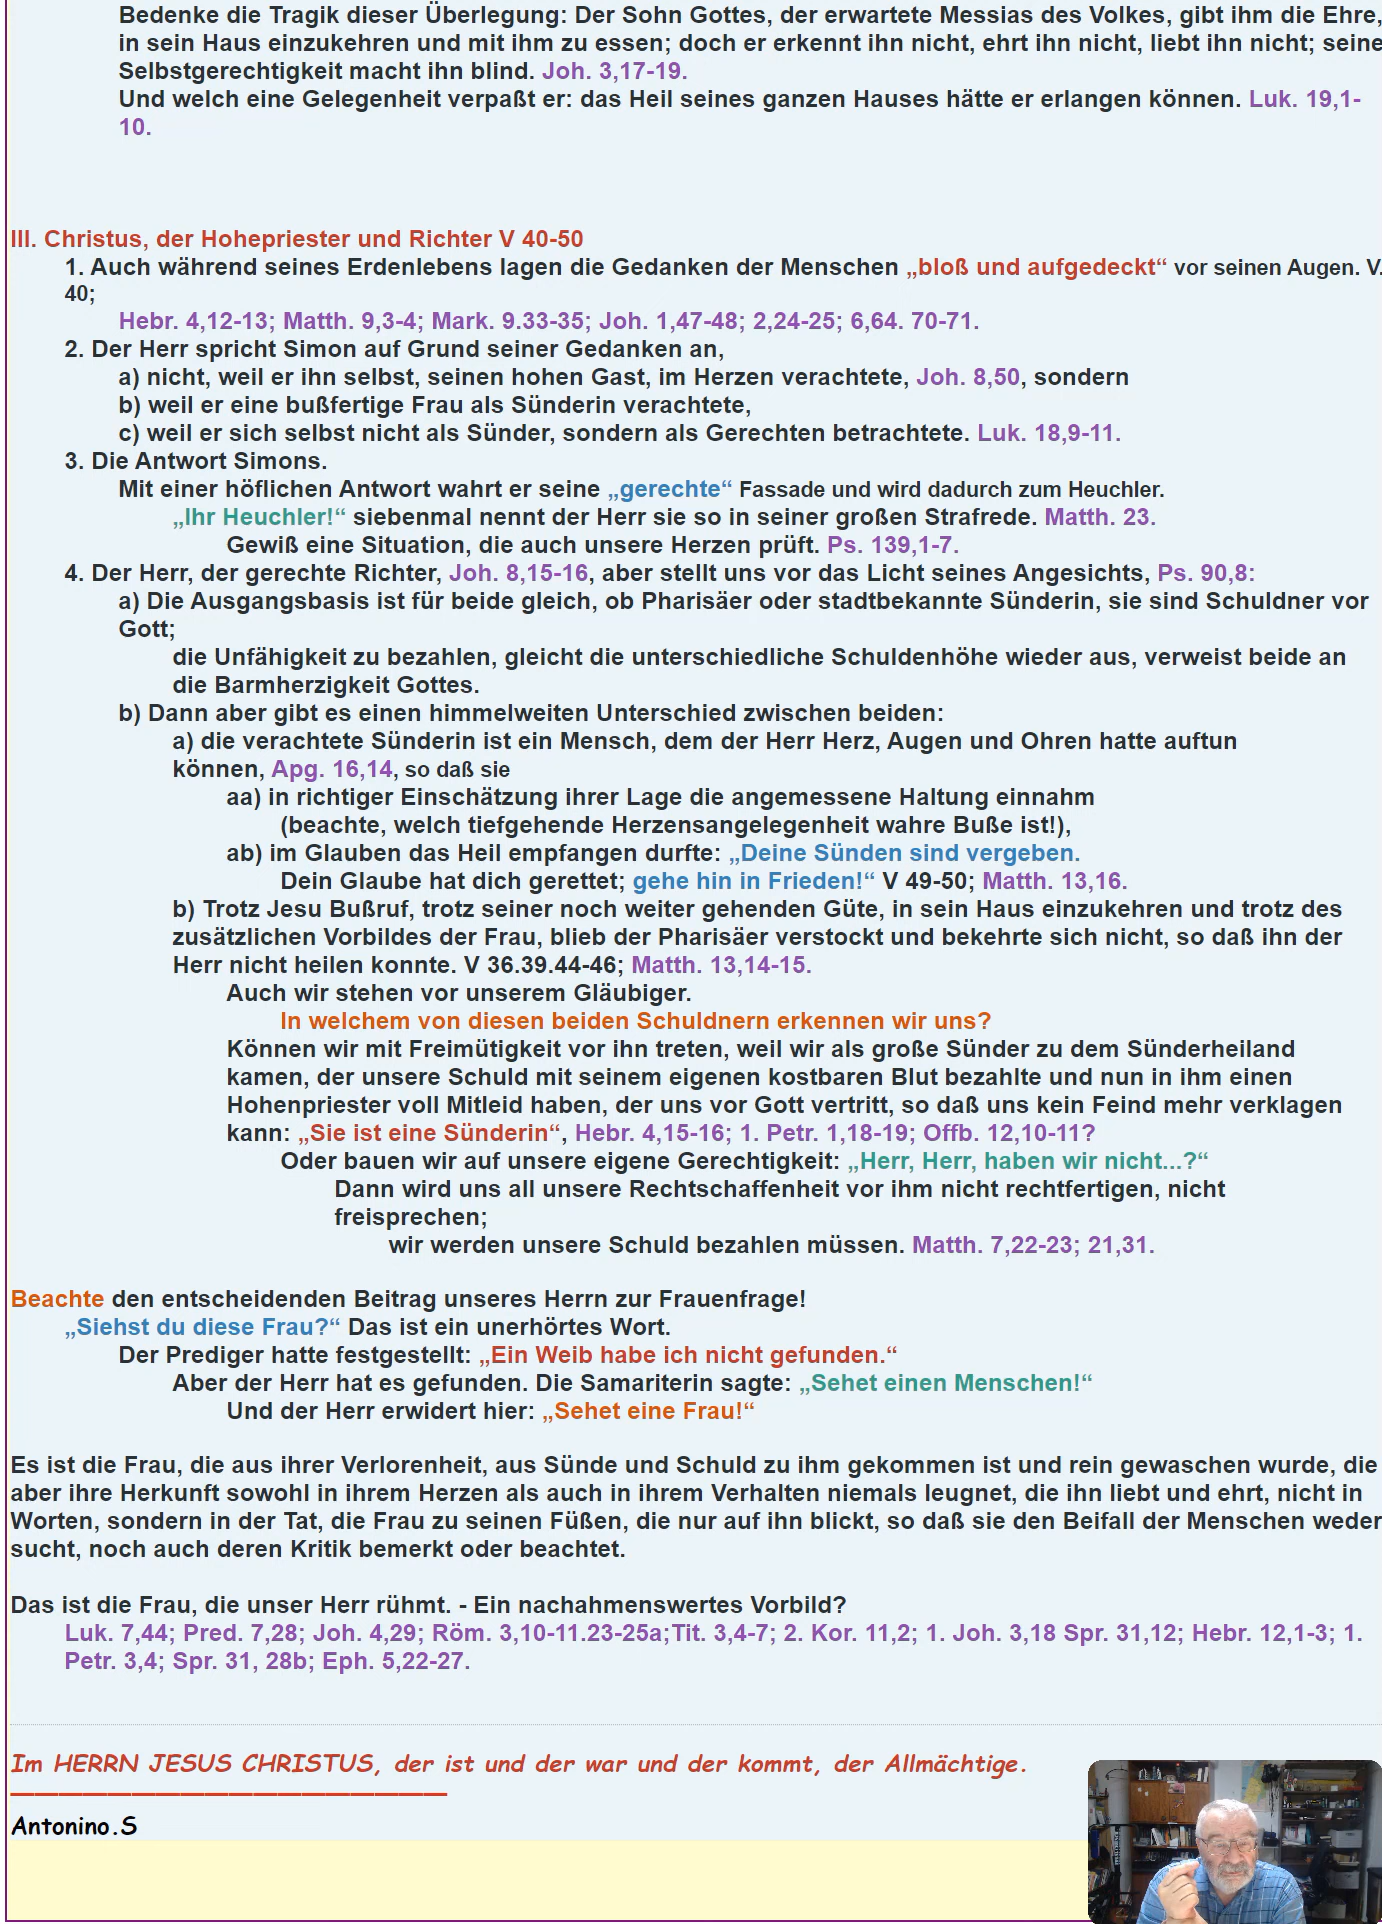 Bedenke die Tragik dieser Überlegung: Der Sohn Gottes, der erwartete Messias des Volkes, gibt ihm die Ehre,
in sein Haus einzukehren und mit ihm zu essen; doch er erkennt ihn nicht, ehrt ihn nicht, liebt ihn nicht; seine
Selbstgerechtigkeit macht ihn blind. Joh. 3,17-19.
Und welch eine Gelegenheit verpaßt er: das Heil seines ganzen Hauses hätte er erlangen können. Luk. 19,1-
10.
III. Christus, der Hohepriester und Richter V 40-50
1. Auch während seines Erdenlebens lagen die Gedanken der Menschen „bloß und aufgedeckt“ vor seinen Augen. V.
40;
Hebr. 4,12-13; Matth. 9,3-4; Mark. 9.33-35; Joh. 1,47-48; 2,24-25; 6,64. 70-71.
2. Der Herr spricht Simon auf Grund seiner Gedanken an,
a) nicht, weil er ihn selbst, seinen hohen Gast, im Herzen verachtete, Joh. 8,50, sondern
b) weil er eine bußfertige Frau als Sünderin verachtete,
c) weil er sich selbst nicht als Sünder, sondern als Gerechten betrachtete. Luk. 18,9-11.
3. Die Antwort Simons.
Mit einer höflichen Antwort wahrt er seine „gerechte“ Fassade und wird dadurch zum Heuchler.
„Ihr Heuchler!“ siebenmal nennt der Herr sie so in seiner großen Strafrede. Matth. 23.
Gewiß eine Situation, die auch unsere Herzen prüft. Ps. 139,1-7.
4. Der Herr, der gerechte Richter, Joh. 8,15-16, aber stellt uns vor das Licht seines Angesichts, Ps. 90,8:
a) Die Ausgangsbasis ist für beide gleich, ob Pharisäer oder stadtbekannte Sünderin, sie sind Schuldner vor
Gott;
die Unfähigkeit zu bezahlen, gleicht die unterschiedliche Schuldenhöhe wieder aus, verweist beide an
die Barmherzigkeit Gottes.
b) Dann aber gibt es einen himmelweiten Unterschied zwischen beiden:
a) die verachtete Sünderin ist ein Mensch, dem der Herr Herz, Augen und Ohren hatte auftun
können, Apg. 16,14, so daß sie
aa) in richtiger Einschätzung ihrer Lage die angemessene Haltung einnahm
(beachte, welch tiefgehende Herzensangelegenheit wahre Buße ist!),
ab) im Glauben das Heil empfangen durfte: „Deine Sünden sind vergeben.
Dein Glaube hat dich gerettet; gehe hin in Frieden!“ V 49-50; Matth. 13,16.
b) Trotz Jesu Bußruf, trotz seiner noch weiter gehenden Güte, in sein Haus einzukehren und trotz des
zusätzlichen Vorbildes der Frau, blieb der Pharisäer verstockt und bekehrte sich nicht, so daß ihn der
Herr nicht heilen konnte. V 36.39.44-46; Matth. 13,14-15.
Auch wir stehen vor unserem Gläubiger.
In welchem von diesen beiden Schuldnern erkennen wir uns?
Können wir mit Freimütigkeit vor ihn treten, weil wir als große Sünder zu dem Sünderheiland
kamen, der unsere Schuld mit seinem eigenen kostbaren Blut bezahlte und nun in ihm einen
Hohenpriester voll Mitleid haben, der uns vor Gott vertritt, so daß uns kein Feind mehr verklagen
kann: „Sie ist eine Sünderin“, Hebr. 4,15-16; 1. Petr. 1,18-19; Offb. 12,10-11?
Oder bauen wir auf unsere eigene Gerechtigkeit: „Herr, Herr, haben wir nicht...?“
Dann wird uns all unsere Rechtschaffenheit vor ihm nicht rechtfertigen, nicht
freisprechen;
wir werden unsere Schuld bezahlen müssen. Matth. 7,22-23; 21,31.
Beachte den entscheidenden Beitrag unseres Herrn zur Frauenfrage!
„Siehst du diese Frau?“ Das ist ein unerhörtes Wort.
Der Prediger hatte festgestellt: „Ein Weib habe ich nicht gefunden.“
Aber der Herr hat es gefunden. Die Samariterin sagte: „Sehet einen Menschen!“
Und der Herr erwidert hier: „Sehet eine Frau!“
Es ist die Frau, die aus ihrer Verlorenheit, aus Sünde und Schuld zu ihm gekommen ist und rein gewaschen wurde, die
aber ihre Herkunft sowohl in ihrem Herzen als auch in ihrem Verhalten niemals leugnet, die ihn liebt und ehrt, nicht in
Worten, sondern in der Tat, die Frau zu seinen Füßen, die nur auf ihn blickt, so daß sie den Beifall der Menschen weder
sucht, noch auch deren Kritik bemerkt oder beachtet.
Das ist die Frau, die unser Herr rühmt. - Ein nachahmenswertes Vorbild?
Luk. 7,44; Pred. 7,28; Joh. 4,29; Röm. 3,10-11.23-25a;Tit. 3,4-7; 2. Kor. 11,2; 1. Joh. 3,18 Spr. 31,12; Hebr. 12,1-3; 1.
Petr. 3,4; Spr. 31, 28b; Eph. 5,22-27.
Im HERRN JESUS CHRISTUS, der ist und der war und der kommt, der Allmächtige.
Antonino.S